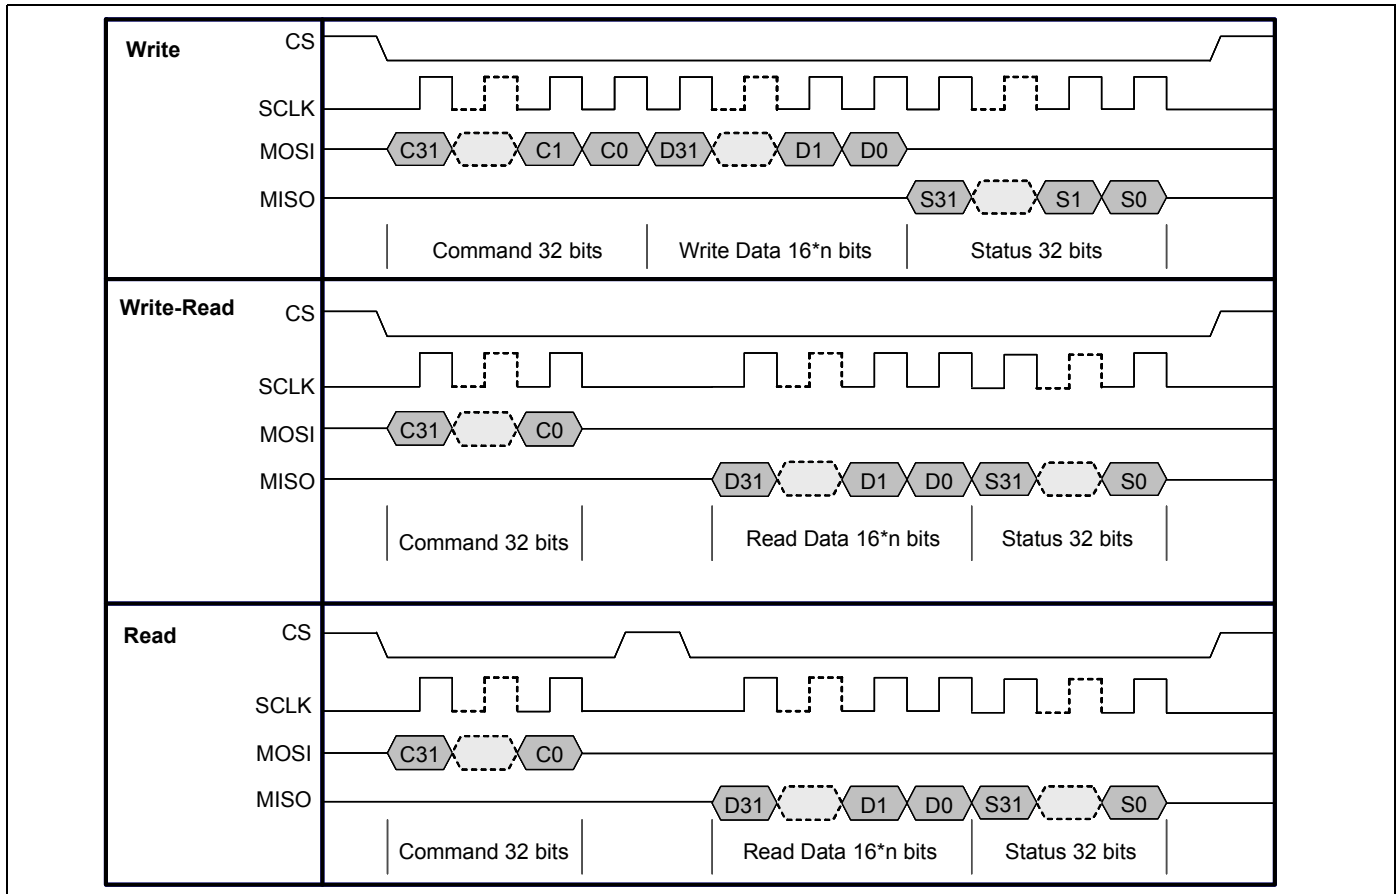 Write CS
SCLK
MOSI C31 C1 C0 D31 D1 D0
MISO S31 S1 S0
Command 32 bits Write Data 16*n bits Status 32 bits
Write-Read CS
SCLK
MOSI C31 C0
MISO D31 D1 D0 S31 S0
Command 32 bits Read Data 16*n bits Status 32 bits
Read CS
SCLK
MOSI C31 C0
MISO D31 D1 D0 S31 S0
Command 32 bits Read Data 16*n bits Status 32 bits